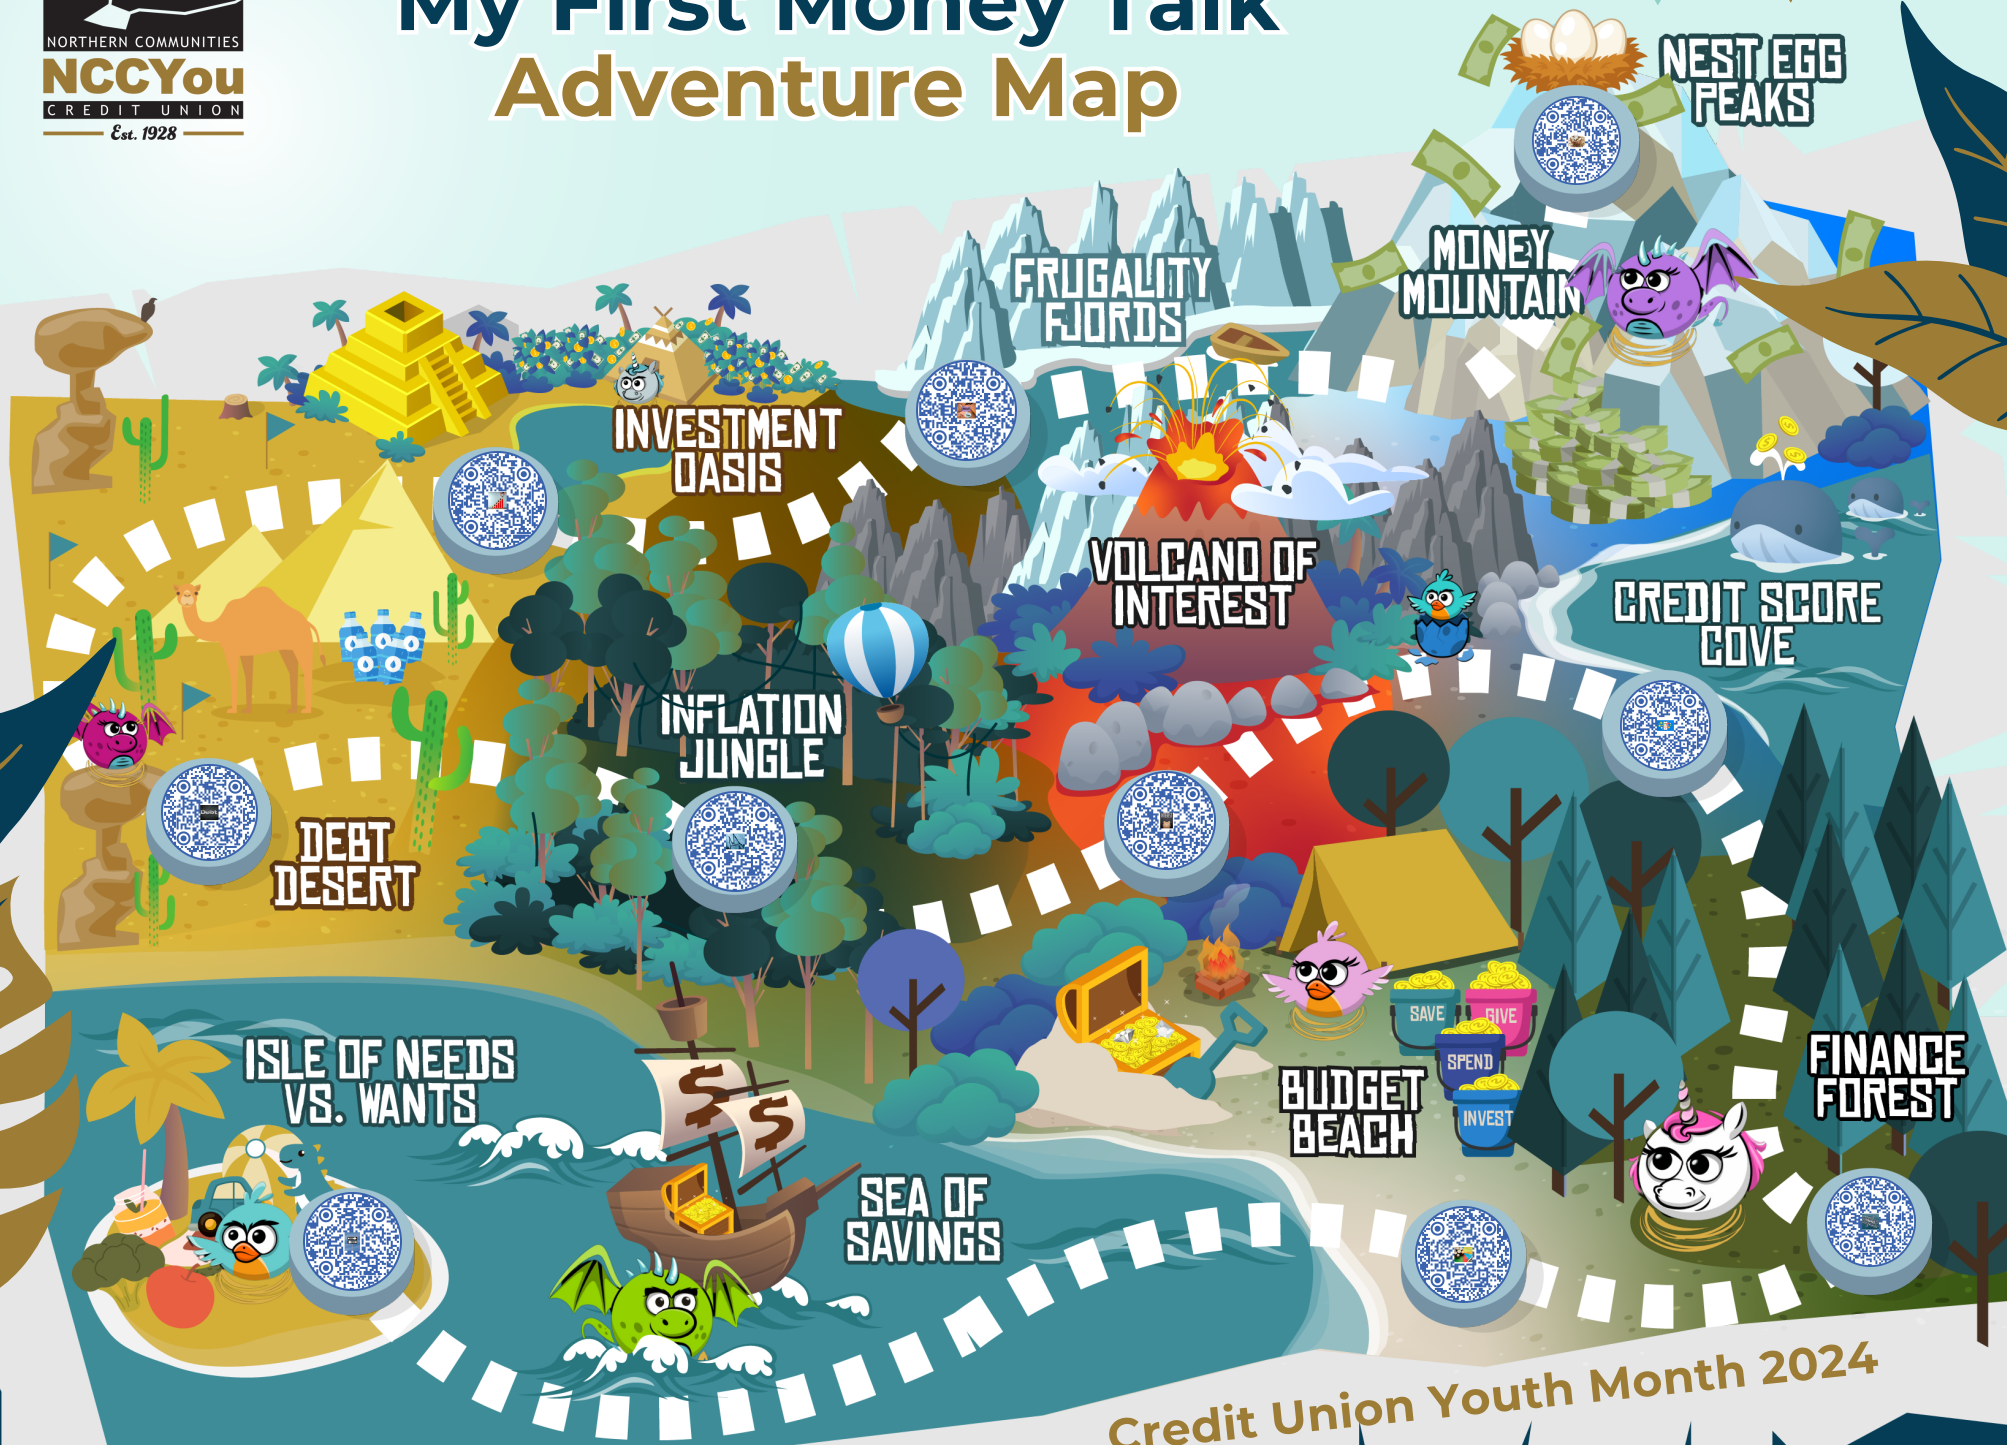 My First Money Talk
Adventure Map
NORTHERN COMMUNITIES
NCCYou
CREDIT UNION
Est. 1928
NEST EGG
PEAKS
MONEY
MOUNTAIN
FRUGALITY
FJORDS
INVESTMENT
OASIS
VOLCANO OF
INTEREST
CREDIT SCORE
COVE
INFLATION
JUNGLE
DEBT
DESERT
Debt
SAVE
GIVE
SPEND
INVEST
BUDGET
BEACH
FINANCE
FOREST
ISLE OF NEEDS
VS. WANTS
$
$
SEA OF
SAVINGS
Credit Union Youth Month 2024